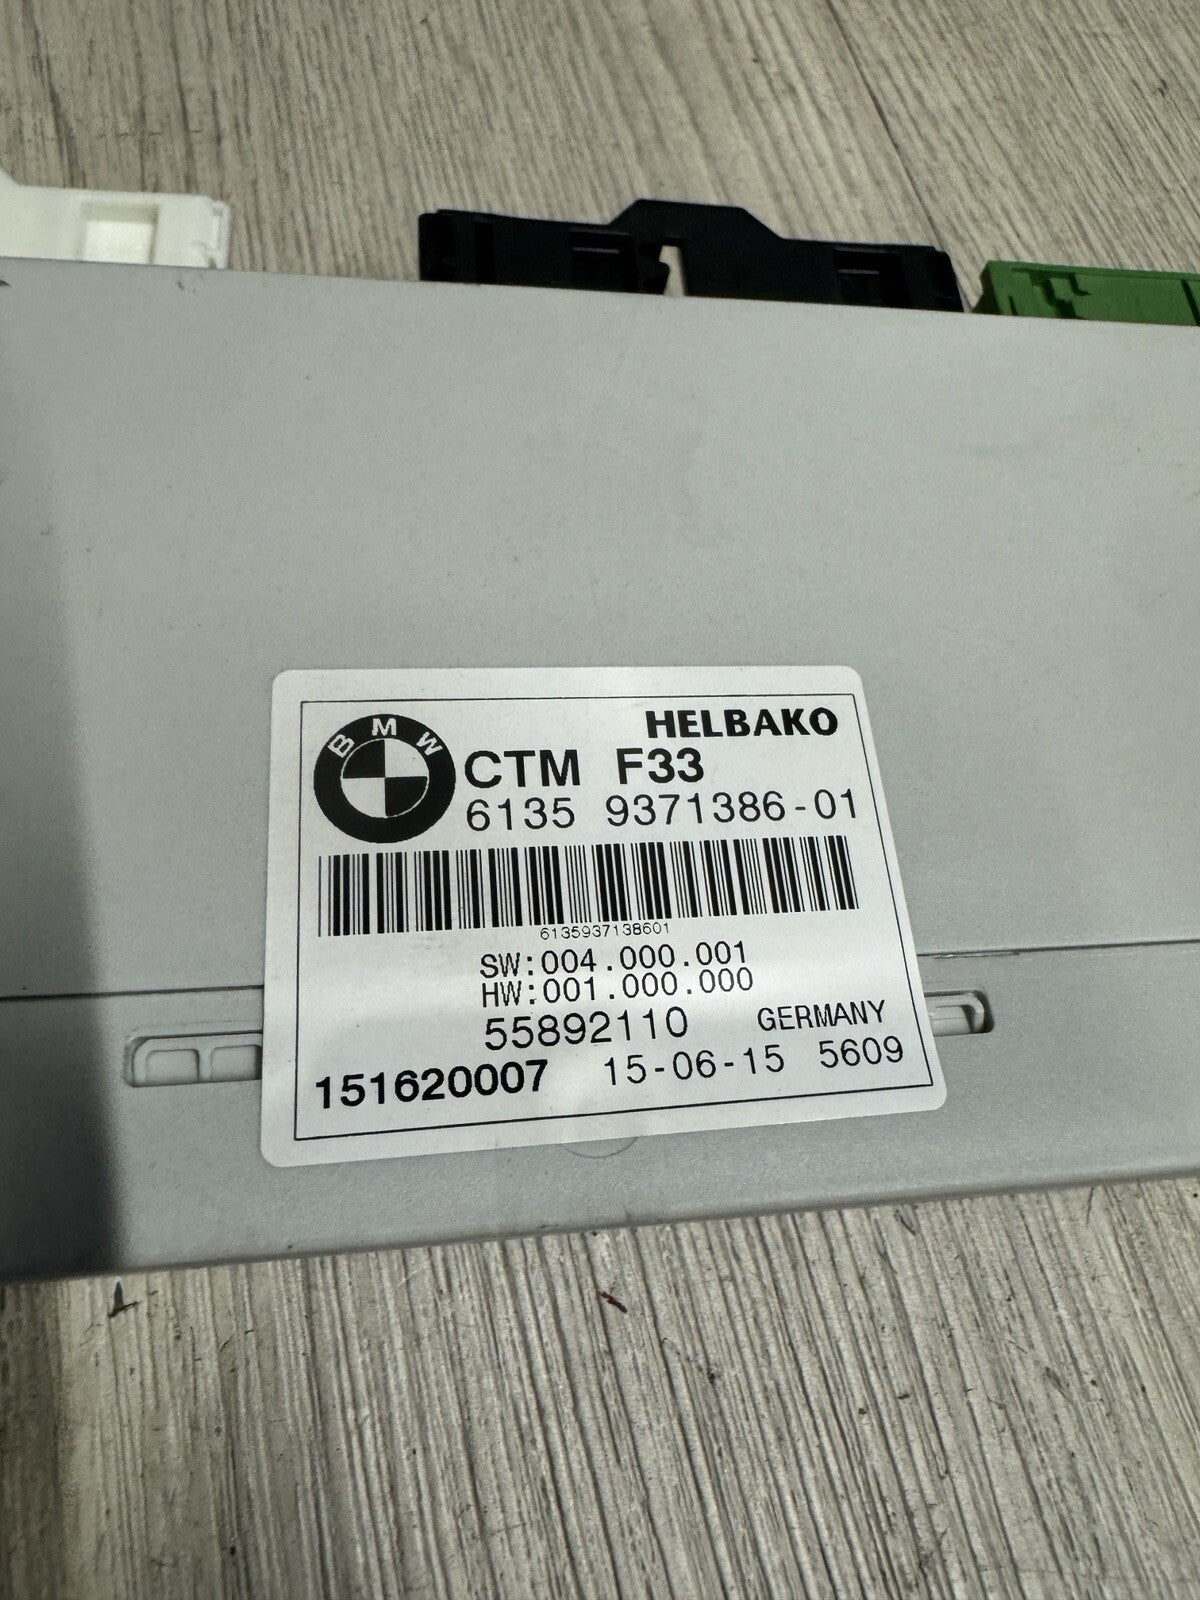 HELBAKO
BMW
CTM F33
6135 9371386-01
6135937138601
SW:004.000.001
HW:001.000.000
55892110 GERMANY
151620007 15-06-15 5609